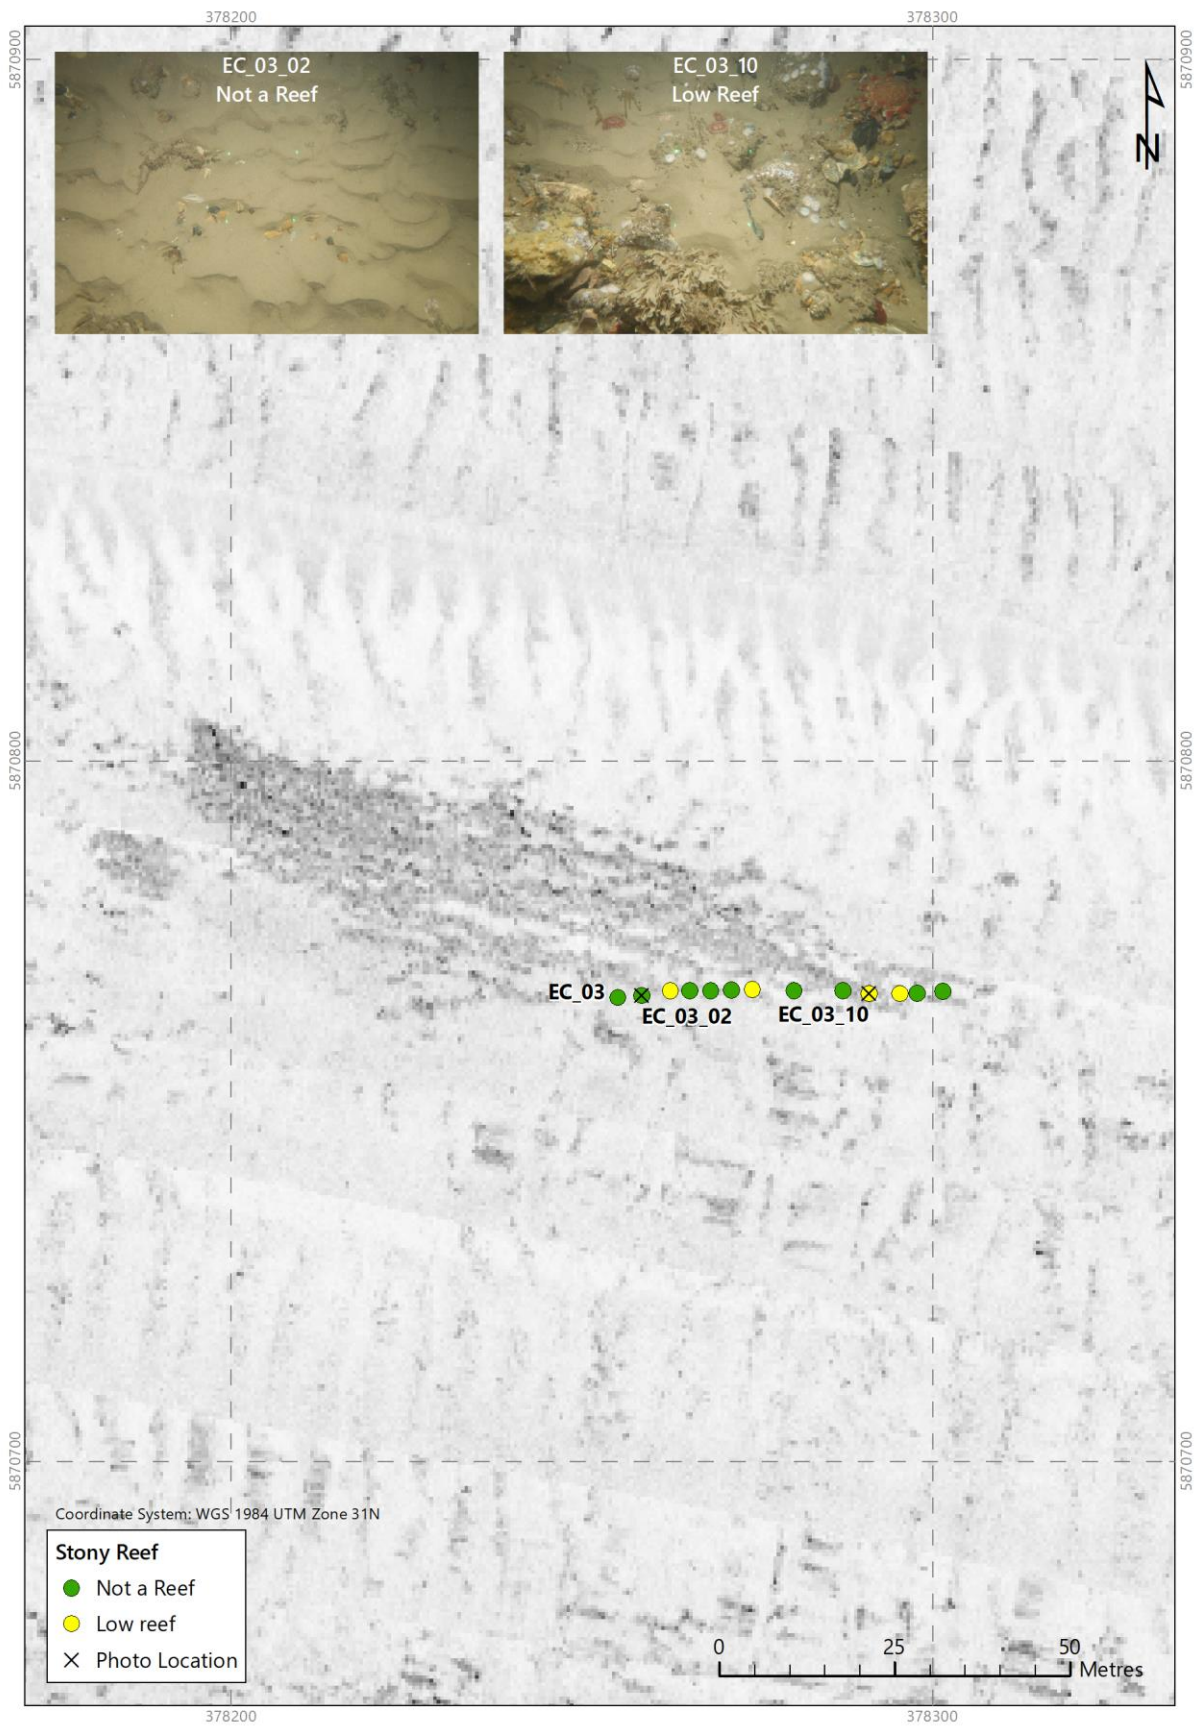 378200
378300
5870900
5870900
EC_03_02
Not a Reef
EC_03_10
Low Reef
N
5870800
5870800
EC_03
EC_03_02
EC_03_10
5870700
5870700
Coordinate System: WGS 1984 UTM Zone 31N
Stony Reef
Not a Reef
Low reef
Photo Location
0 25 50
Metres
378200
378300